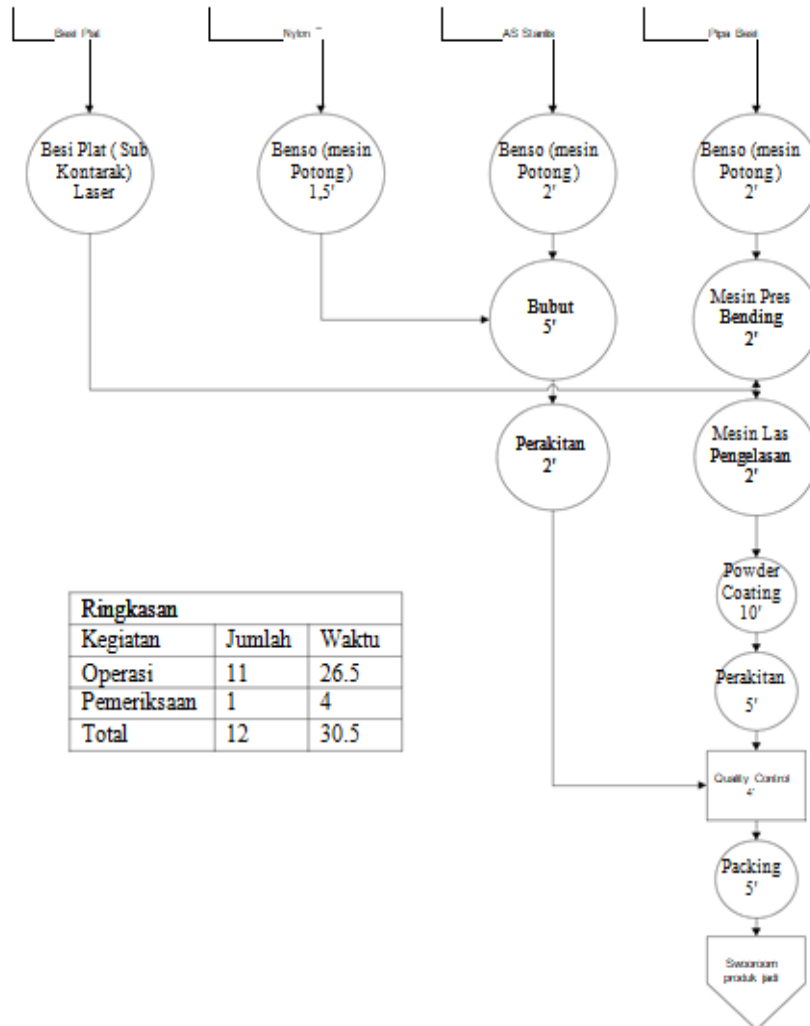 Besi Plat
Nylon
AS Stanlis
Pipa Besi
Besi Plat ( Sub
Kontarak)
Laser
Benso (mesin
Potong )
1,5'
Benso (mesin
Potong )
2'
Benso (mesin
Potong )
2'
Bubut
5'
Mesin Pres
Bending
2'
Perakitan
2'
Mesin Las
Pengelasan
2'
Powder
Coating
10'
Perakitan
5'
Ringkasan
Kegiatan Jumlah Waktu
Operasi 11 26.5
Pemeriksaan 1 4
Total 12 30.5
Quality Control
4'
Packing
5'
Swooroom
produk jadi